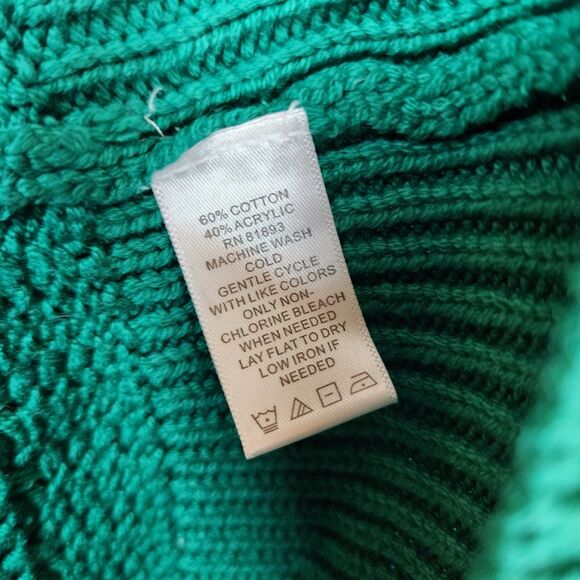 60% COTTON
40% ACRYLIC
RN 81893
MACHINE WASH
COLD
GENTLE CYCLE
WITH LIKE COLORS
ONLY NON-
CHLORINE BLEACH
WHEN NEEDED
LAY FLAT TO DRY
LOW IRON IF
NEEDED